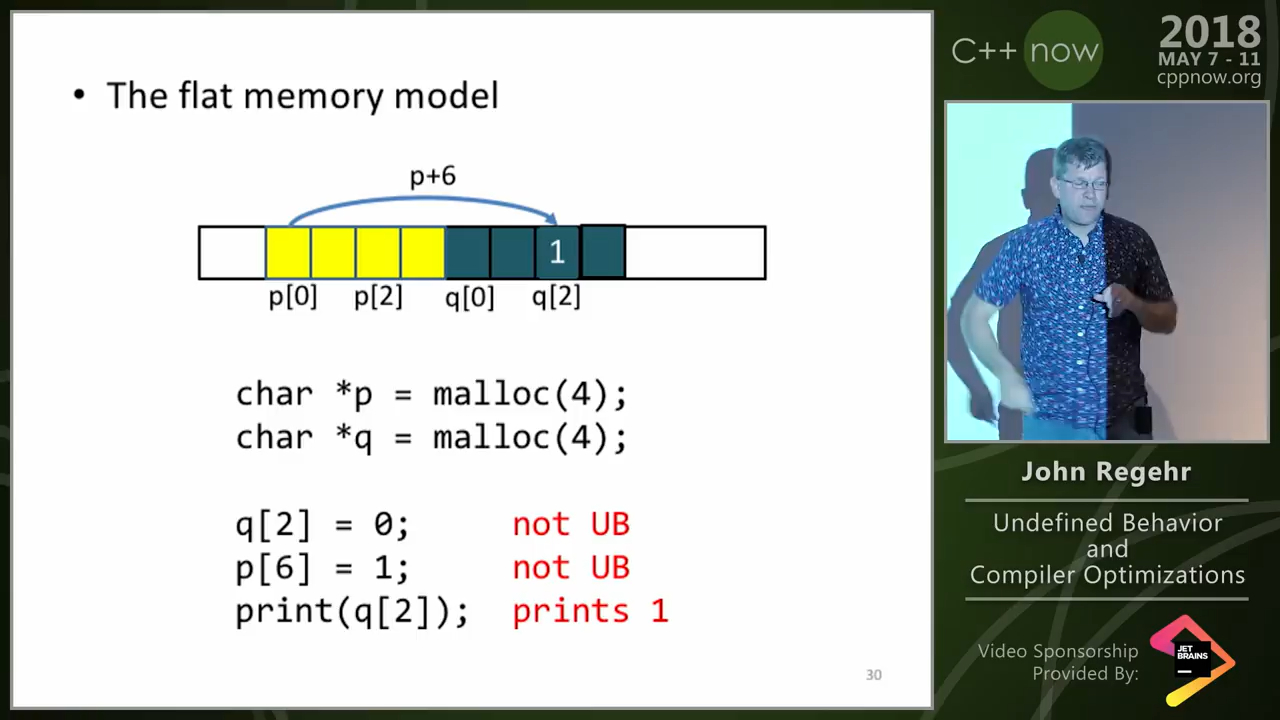 • The flat memory model
p+6
1
p[0] p[2] q[0] q[2]
char *p = malloc(4);
char *q = malloc(4);
q[2] = 0; not UB
p[6] = 1; not UB
print(q[2]); prints 1
30
C++ now
2018
MAY 7 - 11
cppnow.org
John Regehr
Undefined Behavior
and
Compiler Optimizations
Video Sponsorship
Provided By:
JET
BRAINS